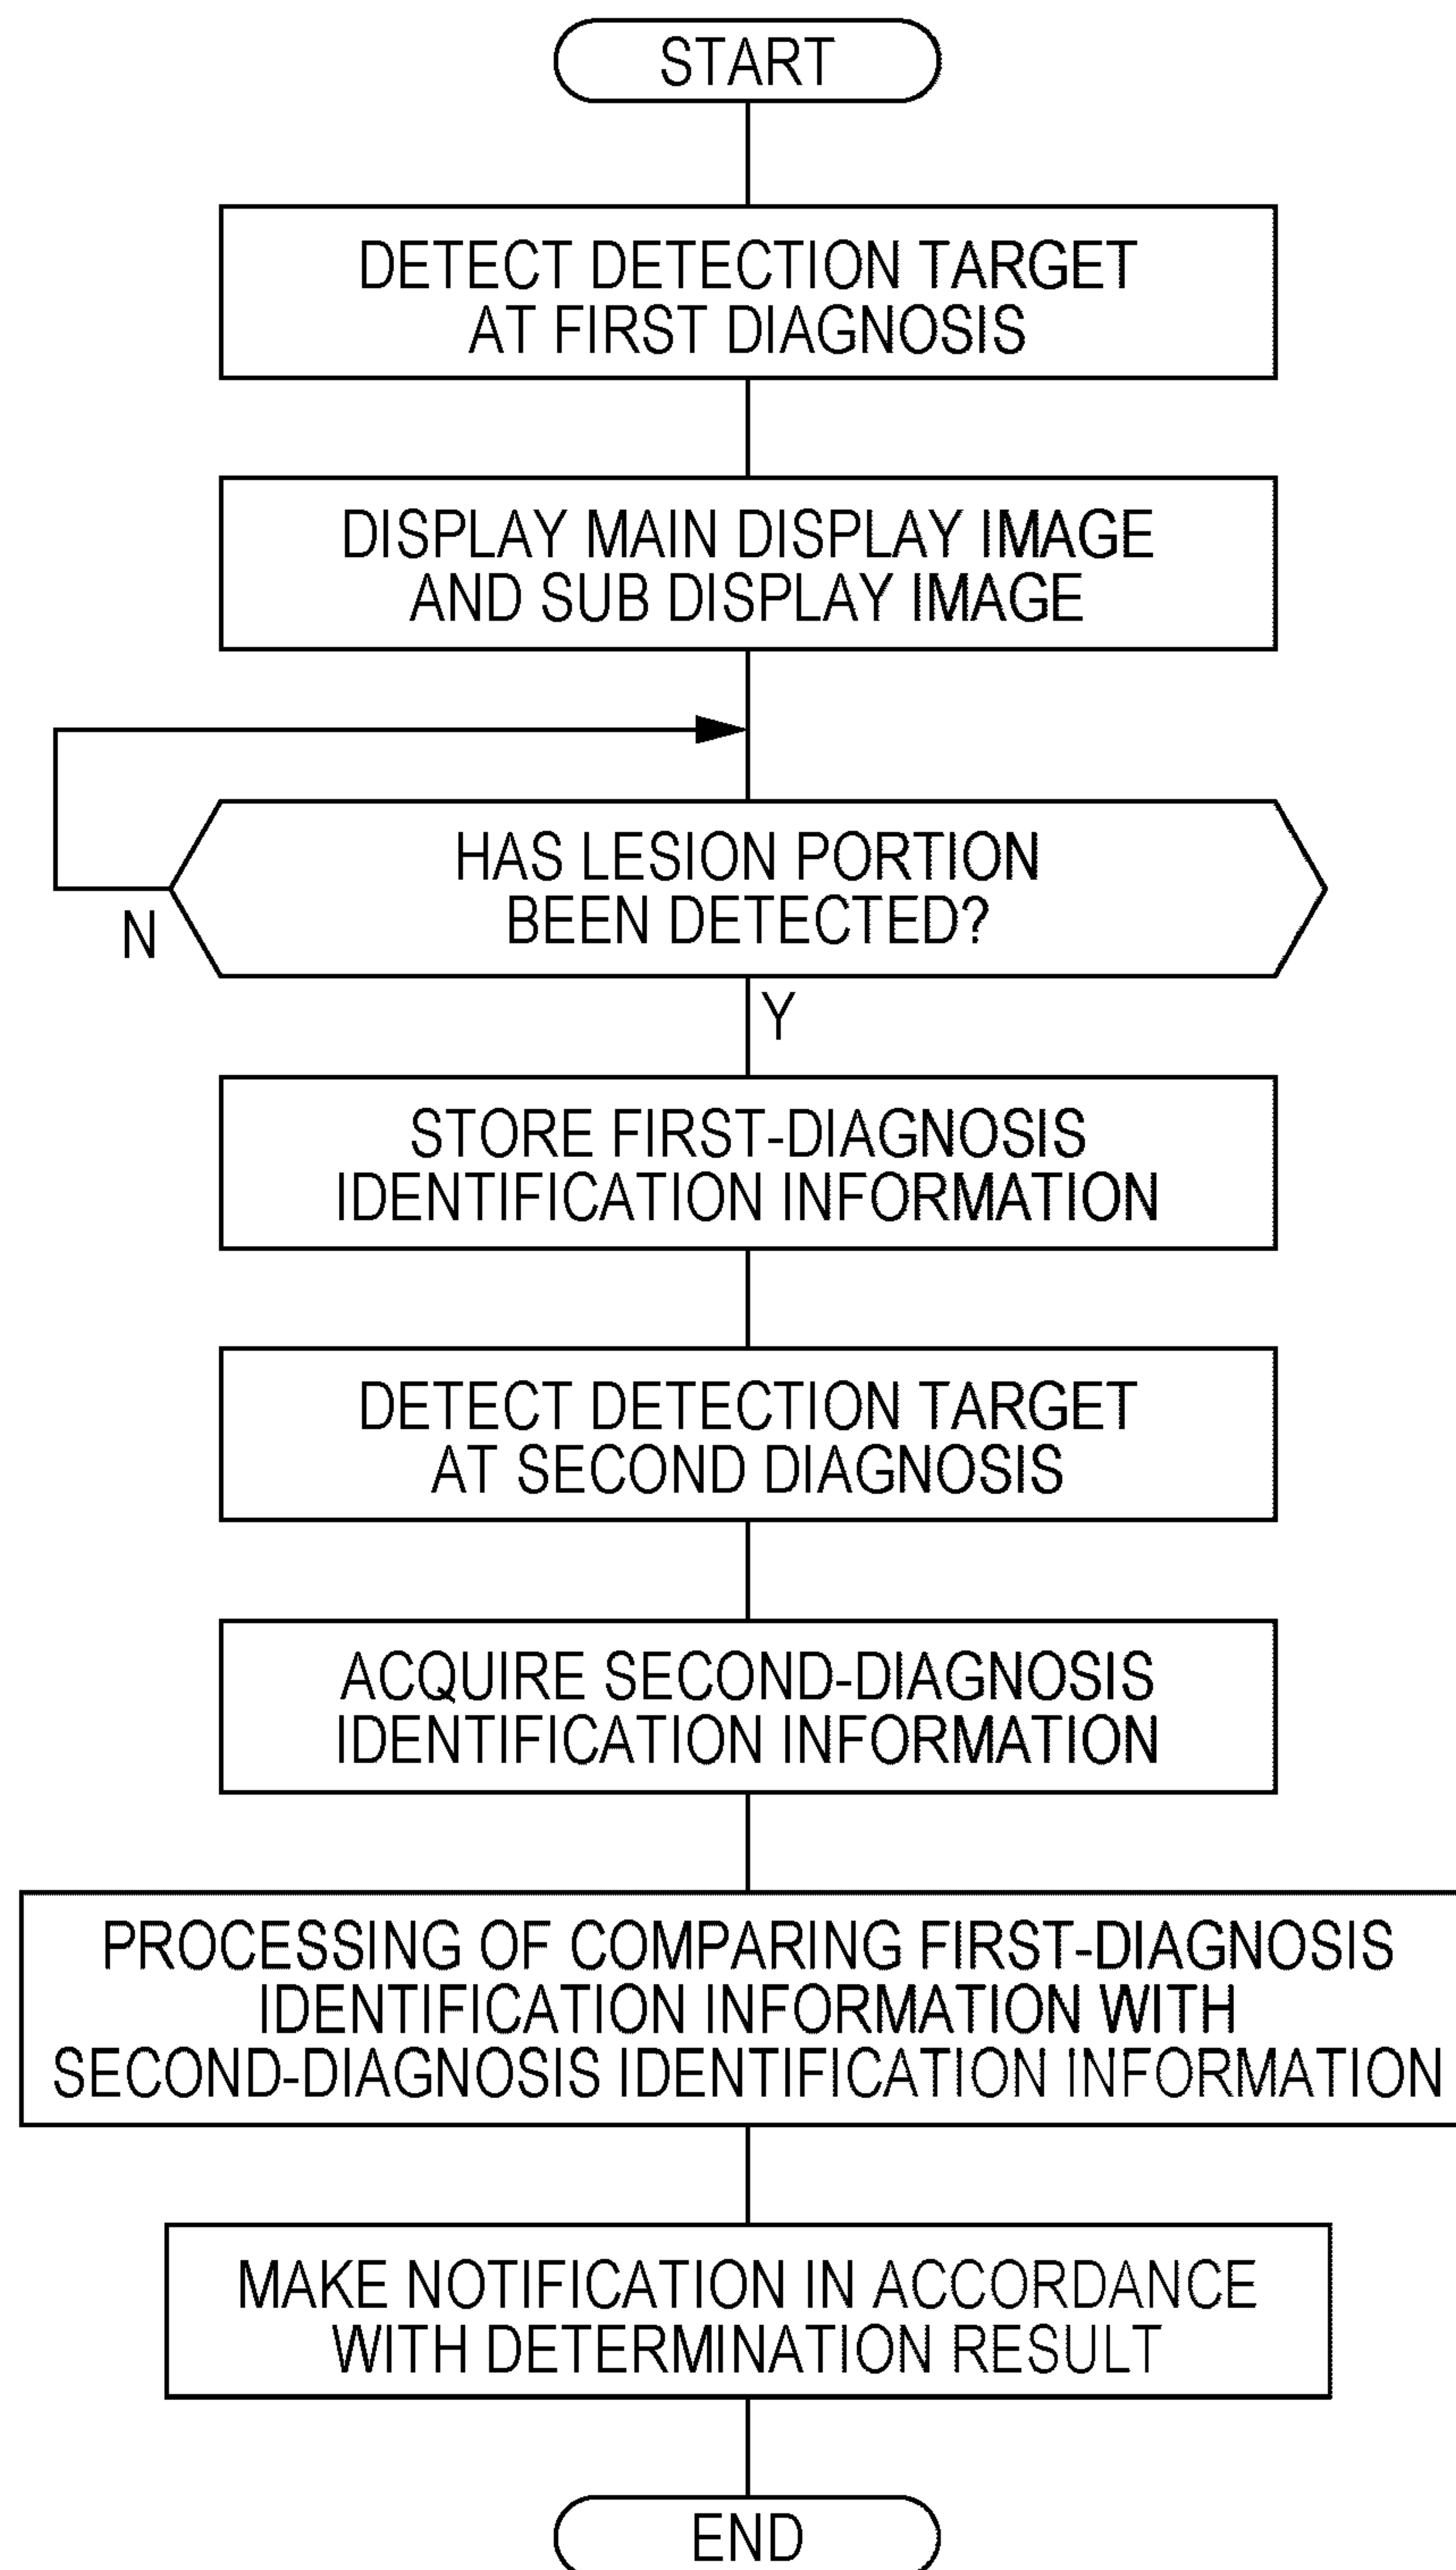 START
DETECT DETECTION TARGET
AT FIRST DIAGNOSIS
DISPLAY MAIN DISPLAY IMAGE
AND SUB DISPLAY IMAGE
HAS LESION PORTION
BEEN DETECTED?
N
Y
STORE FIRST-DIAGNOSIS
IDENTIFICATION INFORMATION
DETECT DETECTION TARGET
AT SECOND DIAGNOSIS
ACQUIRE SECOND-DIAGNOSIS
IDENTIFICATION INFORMATION
PROCESSING OF COMPARING FIRST-DIAGNOSIS
IDENTIFICATION INFORMATION WITH
SECOND-DIAGNOSIS IDENTIFICATION INFORMATION
MAKE NOTIFICATION IN ACCORDANCE
WITH DETERMINATION RESULT
END